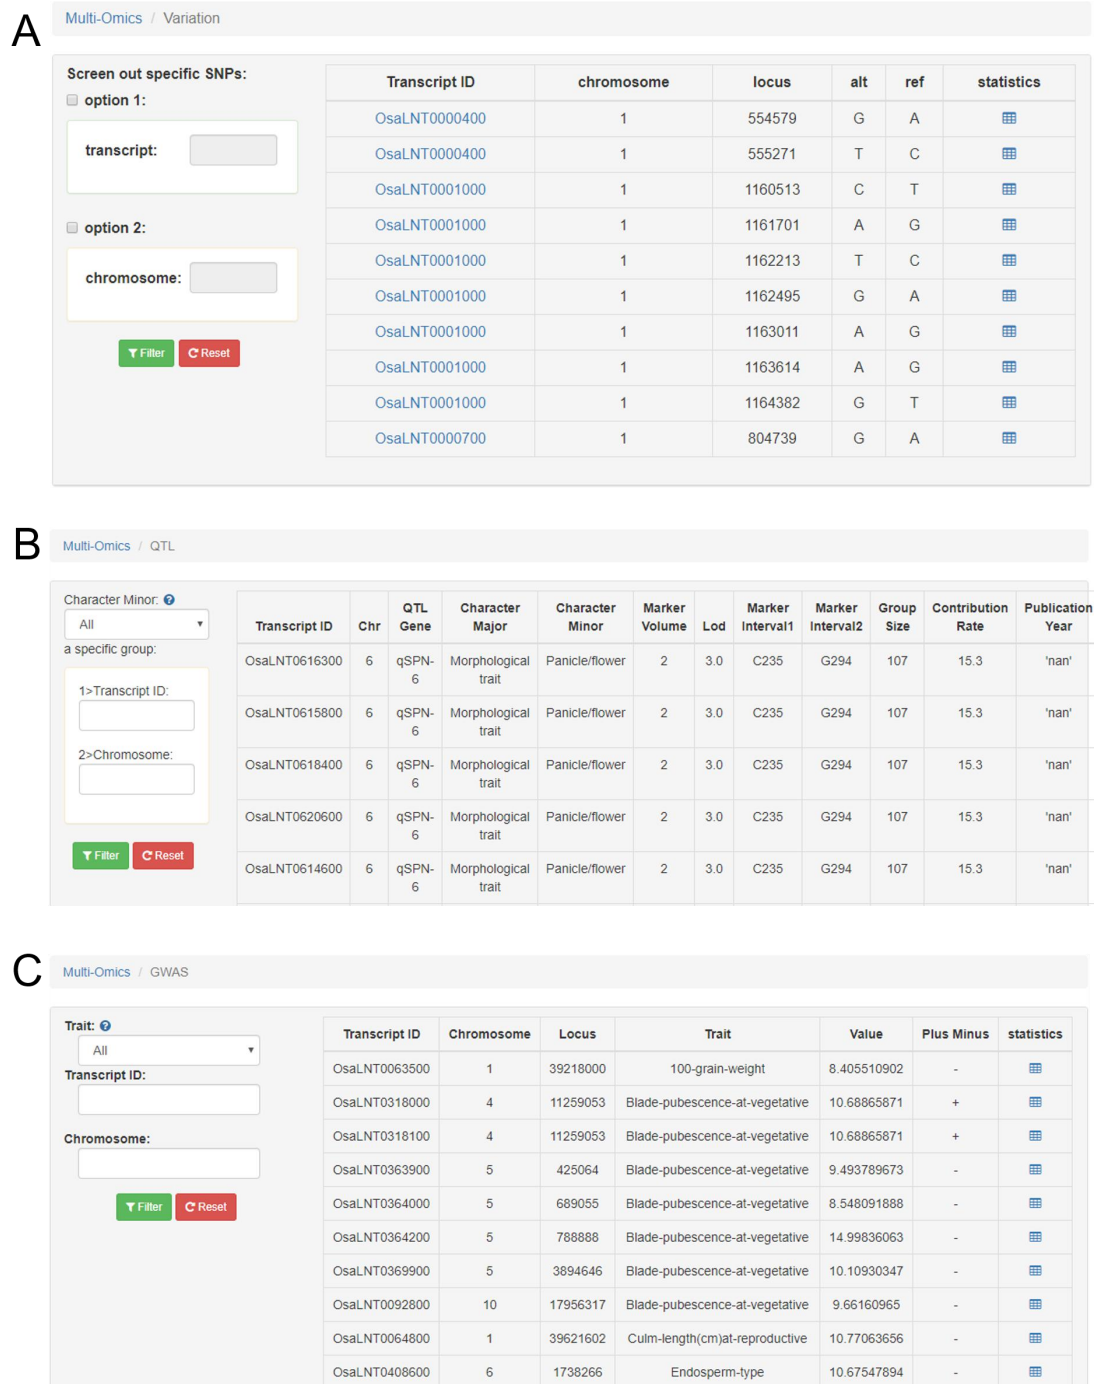 A
Multi-Omics / Variation
Screen out specific SNPs:
option 1:
transcript:
option 2:
chromosome:
Filter Reset
Transcript ID chromosome locus alt ref statistics
OsaLNT0000400 1 554579 G A
OsaLNT0000400 1 555271 T C
OsaLNT0001000 1 1160513 C T
OsaLNT0001000 1 1161701 A G
OsaLNT0001000 1 1162213 T C
OsaLNT0001000 1 1162495 G A
OsaLNT0001000 1 1163011 A G
OsaLNT0001000 1 1163614 A G
OsaLNT0001000 1 1164382 G T
OsaLNT0000700 1 804739 G A
B
Multi-Omics / QTL
Character Minor: ?
All
a specific group:
1>Transcript ID:
2>Chromosome:
Filter Reset
QTL Character Character Marker Marker Marker Group Contribution Publication
Transcript ID Chr Gene Major Minor Volume Lod Interval1 Interval2 Size Rate Year
OsaLNT0616300 6 qSPN- Morphological Panicle/flower 2 3.0 C235 G294 107 15.3 'nan'
6 trait
OsaLNT0615800 6 qSPN- Morphological Panicle/flower 2 3.0 C235 G294 107 15.3 'nan'
6 trait
OsaLNT0618400 6 qSPN- Morphological Panicle/flower 2 3.0 C235 G294 107 15.3 'nan'
6 trait
OsaLNT0620600 6 qSPN- Morphological Panicle/flower 2 3.0 C235 G294 107 15.3 'nan'
6 trait
OsaLNT0614600 6 qSPN- Morphological Panicle/flower 2 3.0 C235 G294 107 15.3 'nan'
6 trait
C
Multi-Omics / GWAS
Trait: ?
All
Transcript ID:
Chromosome:
Filter Reset
Transcript ID Chromosome Locus Trait Value Plus Minus statistics
OsaLNT0063500 1 39218000 100-grain-weight 8.405510902 -
OsaLNT0318000 4 11259053 Blade-pubescence-at-vegetative 10.68865871 +
OsaLNT0318100 4 11259053 Blade-pubescence-at-vegetative 10.68865871 +
OsaLNT0363900 5 425064 Blade-pubescence-at-vegetative 9.493789673 -
OsaLNT0364000 5 689055 Blade-pubescence-at-vegetative 8.548091888 -
OsaLNT0364200 5 788888 Blade-pubescence-at-vegetative 14.99836063 -
OsaLNT0369900 5 3894646 Blade-pubescence-at-vegetative 10.10930347 -
OsaLNT0092800 10 17956317 Blade-pubescence-at-vegetative 9.66160965 -
OsaLNT0064800 1 39621602 Culm-length(cm)at-reproductive 10.77063656 -
OsaLNT0408600 6 1738266 Endosperm-type 10.67547894 -